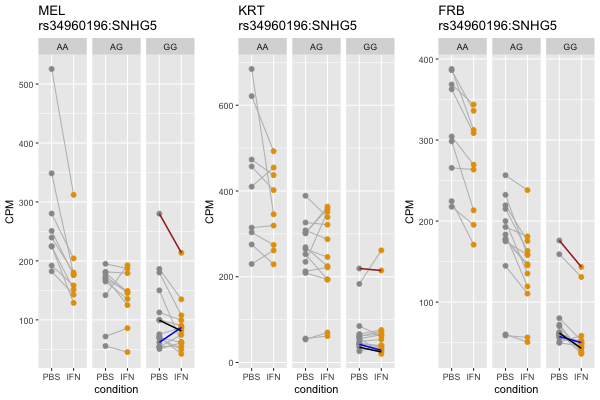 MEL
rs34960196:SNHG5
AA AG GG
500
400
300
200
100
CPM
PBS IFN PBS IFN PBS IFN
condition
KRT
rs34960196:SNHG5
AA AG GG
600
400
200
0
CPM
PBS IFN PBS IFN PBS IFN
condition
FRB
rs34960196:SNHG5
AA AG GG
400
300
200
100
CPM
PBS IFN PBS IFN PBS IFN
condition